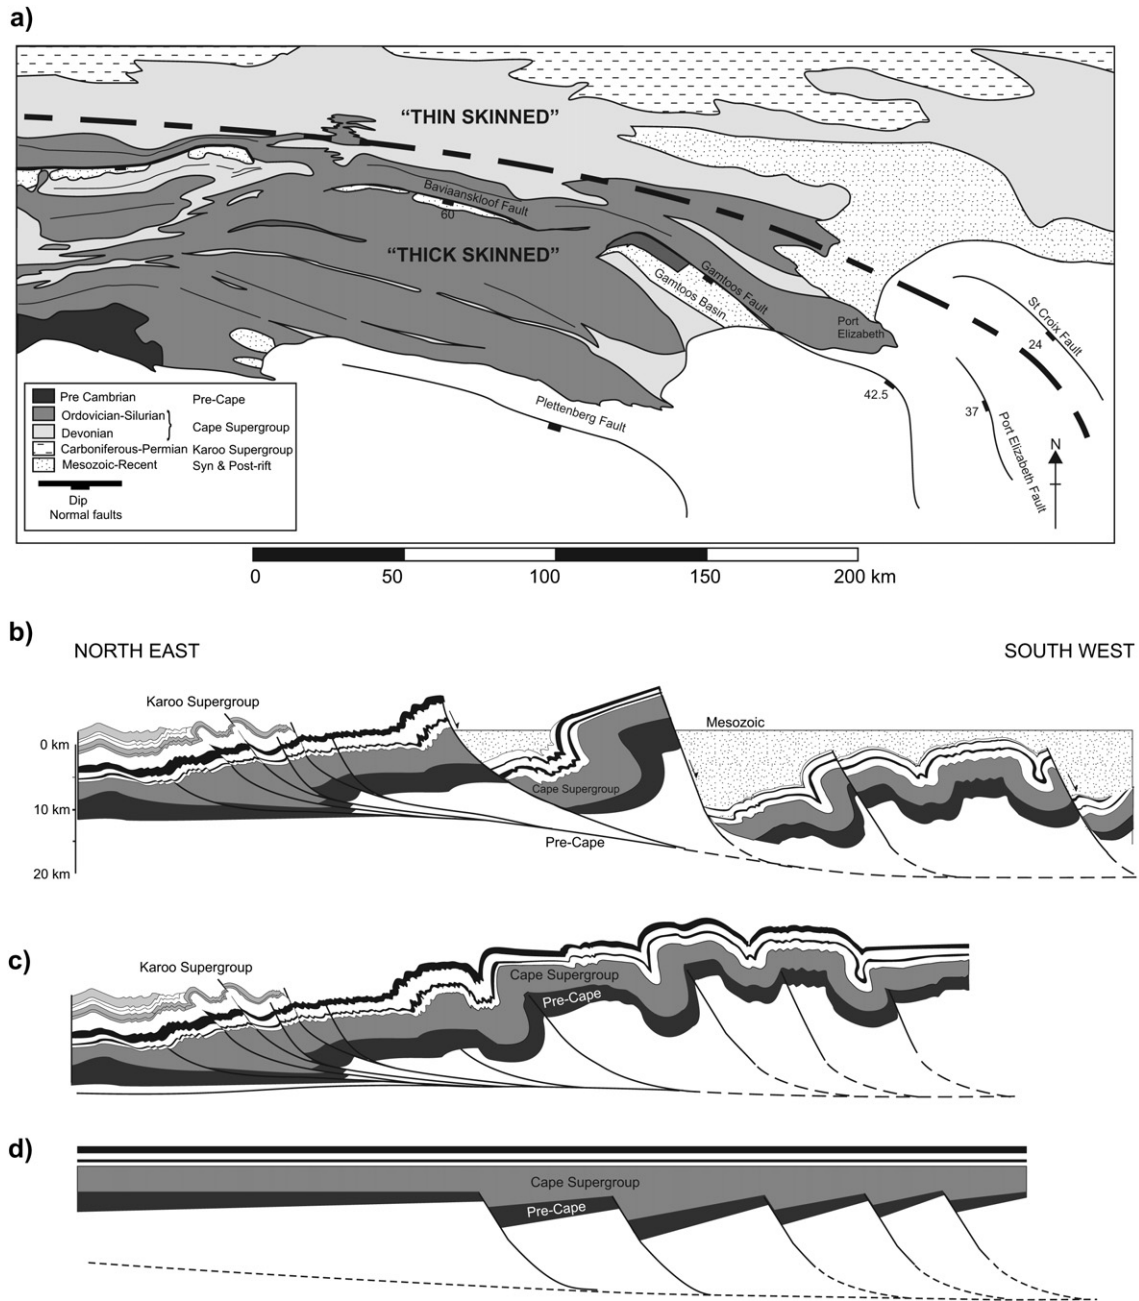 a)
“THIN SKINNED”
Baviaanskloof Fault
60
“THICK SKINNED”
Gamtoos Fault
Gamtoos Basin
Port
Elizabeth
St Croix Fault
24
42.5
37
Port Elizabeth Fault
Plettenberg Fault
N
Pre Cambrian Pre-Cape
Ordovician-Silurian
Devonian Cape Supergroup
Carboniferous-Permian Karoo Supergroup
Mesozoic-Recent Syn & Post-rift
Dip
Normal faults
0 50 100 150 200 km
b)
NORTH EAST SOUTH WEST
Karoo Supergroup
Mesozoic
0 km
10 km
20 km
Cape Supergroup
Pre-Cape
c)
Karoo Supergroup
Cape Supergroup
Pre-Cape
d)
Cape Supergroup
Pre-Cape